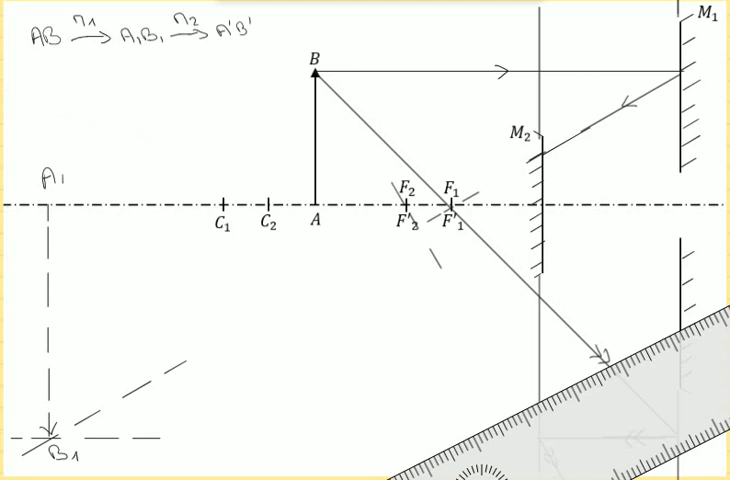 AB M1→ A1B1 M2→ A'B'
M₁
B
M₂
A₁
F₂ F₁
C₁ C₂ A F'₂ F'₁
B₁